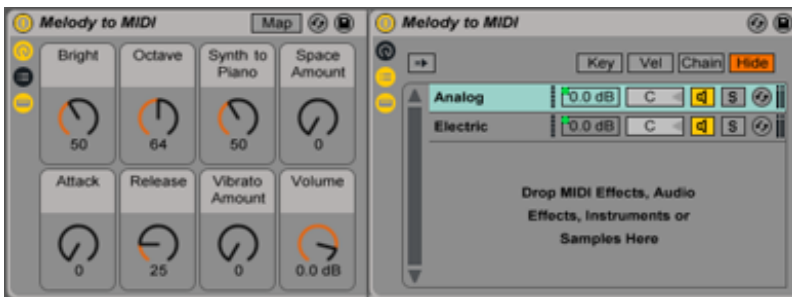 Melody to MIDI
Map
Bright
Octave
Synth to
Piano
Space
Amount
50
64
50
0
Attack
Release
Vibrato
Amount
Volume
0
25
0
0.0 dB
Melody to MIDI
Key Vel Chain Hide
Analog 0.0 dB C S
Electric 0.0 dB C S
Drop MIDI Effects, Audio
Effects, Instruments or
Samples Here